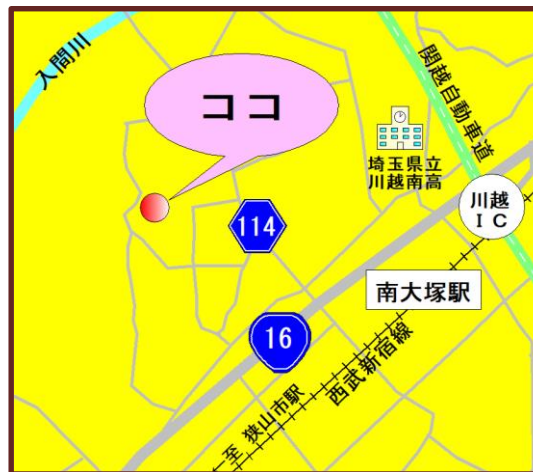 入間川
ココ
関越自動車道
埼玉県立
川越南高
川越
IC
114
南大塚駅
16
西武新宿線
←至 狭山市駅